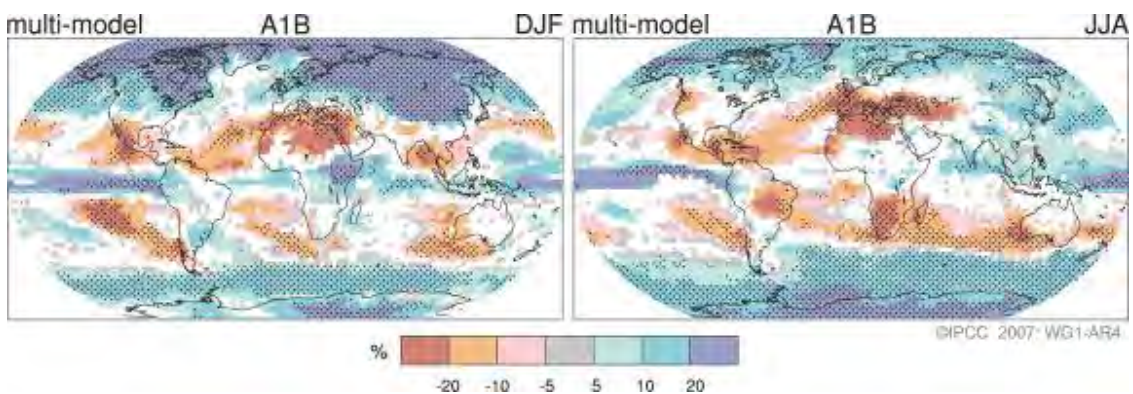 multi-model A1B DJF multi-model A1B JJA
©IPCC 2007: WG1-AR4
%
-20 -10 -5 5 10 20